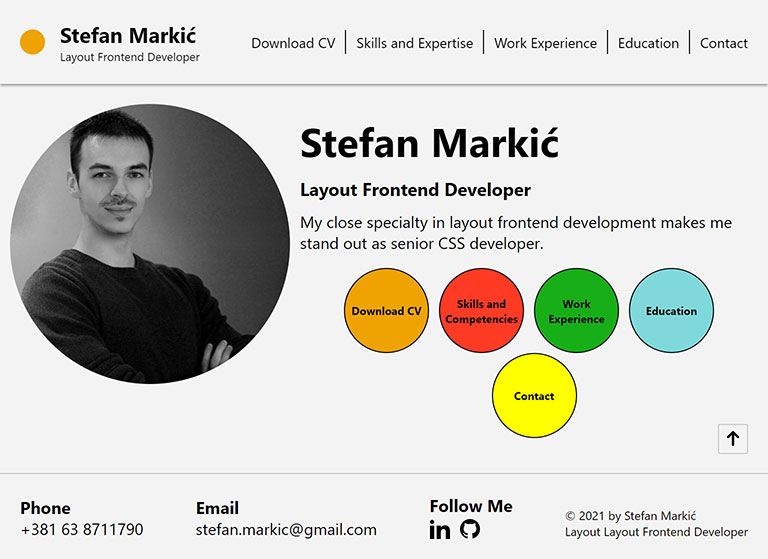 Stefan Markić
Layout Frontend Developer
Download CV
Skills and Expertise
Work Experience
Education
Contact
Stefan Markić
Layout Frontend Developer
My close specialty in layout frontend development makes me
stand out as senior CSS developer.
Download CV
Skills and
Competencies
Work
Experience
Education
Contact
Phone
+381 63 8711790
Email
stefan.markic@gmail.com
Follow Me
in
© 2021 by Stefan Markić
Layout Layout Frontend Developer